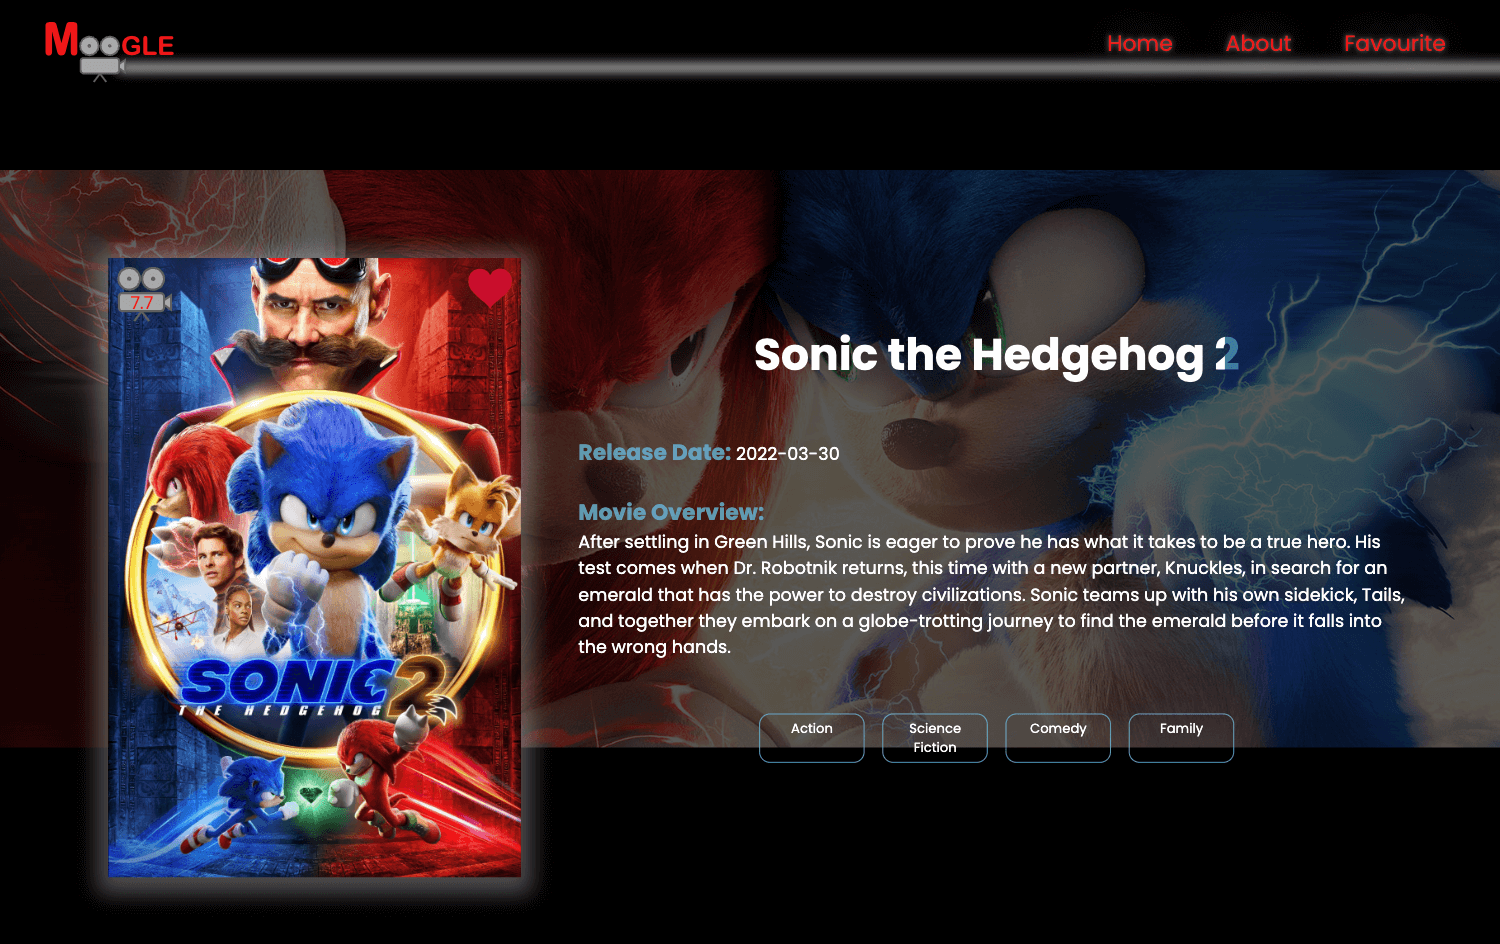 MOOGLE
Home
About
Favourite
7.7
SONIC 2
THE HEDGEHOG
Sonic the Hedgehog 2
Release Date: 2022-03-30
Movie Overview:
After settling in Green Hills, Sonic is eager to prove he has what it takes to be a true hero. His
test comes when Dr. Robotnik returns, this time with a new partner, Knuckles, in search for an
emerald that has the power to destroy civilizations. Sonic teams up with his own sidekick, Tails,
and together they embark on a globe-trotting journey to find the emerald before it falls into
the wrong hands.
Action
Science
Fiction
Comedy
Family